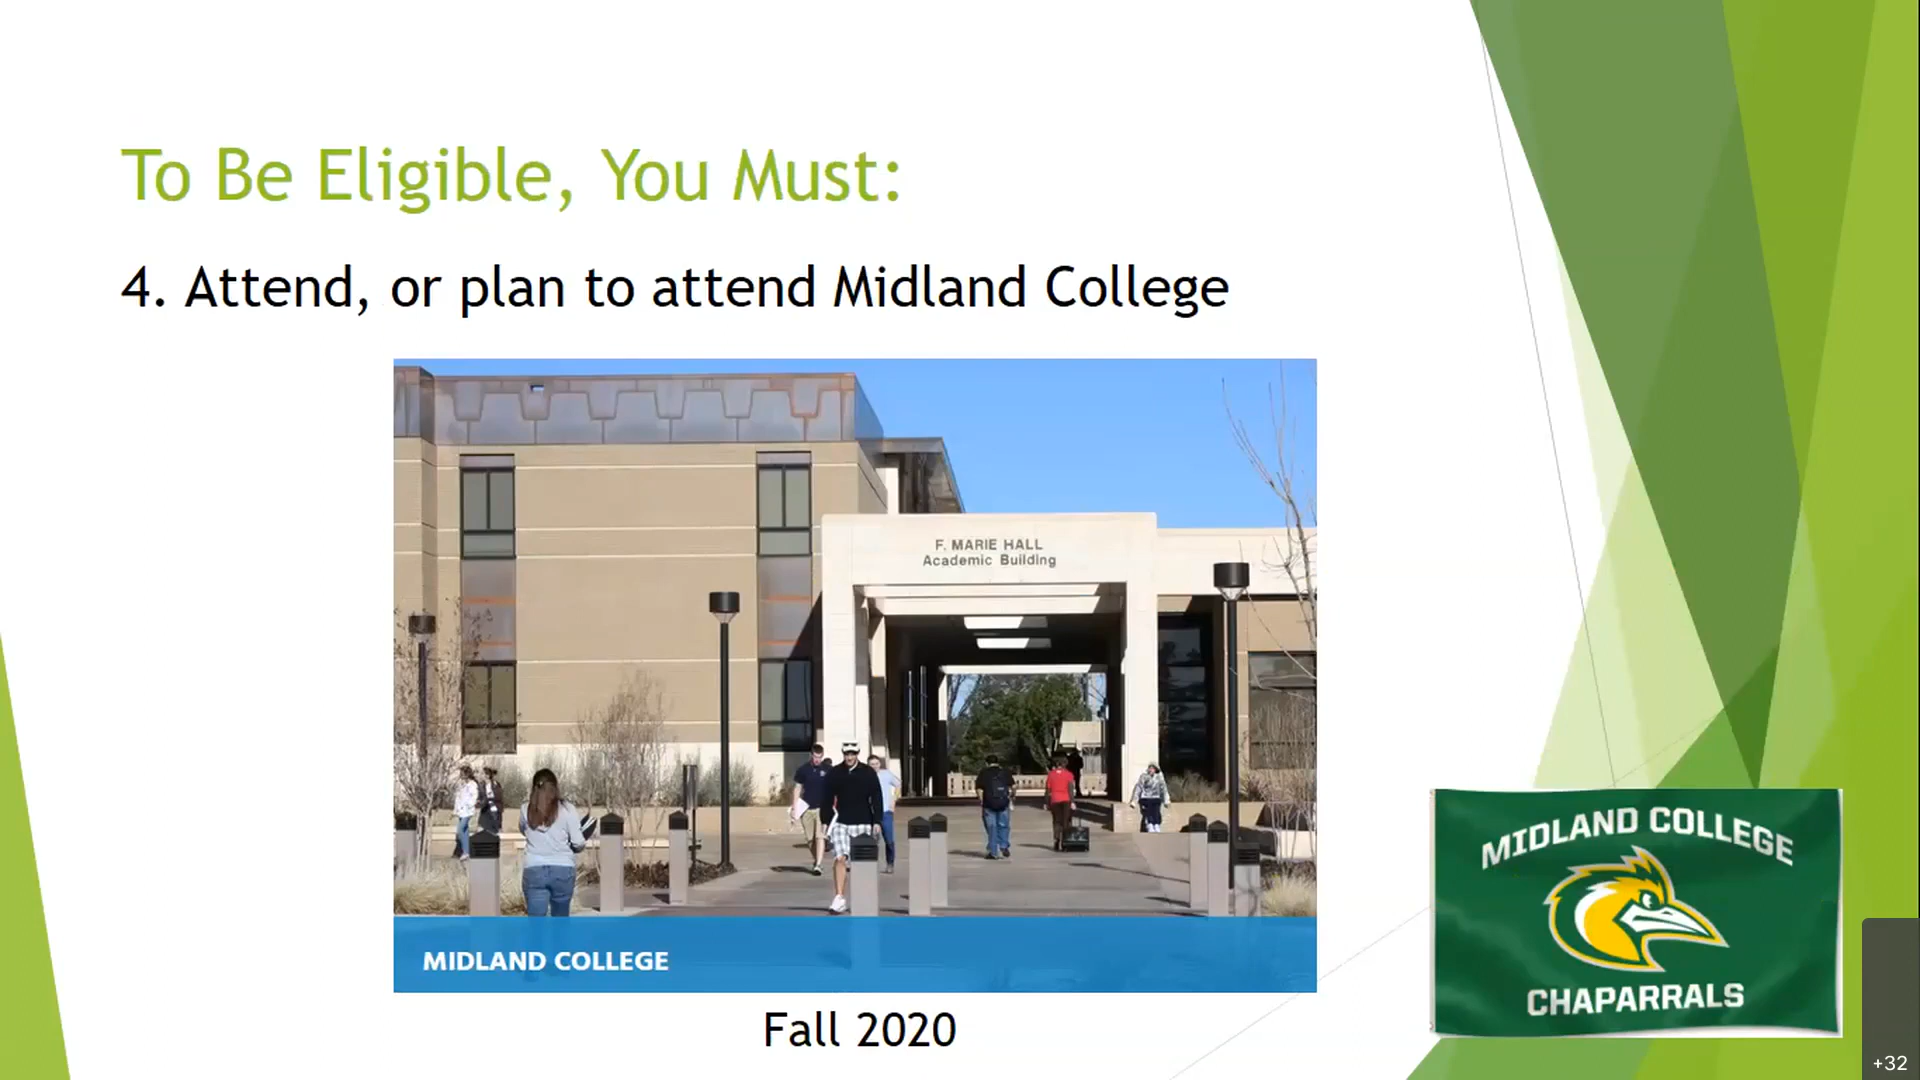 To Be Eligible, You Must:
4. Attend, or plan to attend Midland College
F. MARIE HALL
Academic Building
MIDLAND COLLEGE
Fall 2020
MIDLAND COLLEGE
CHAPARRALS
+32